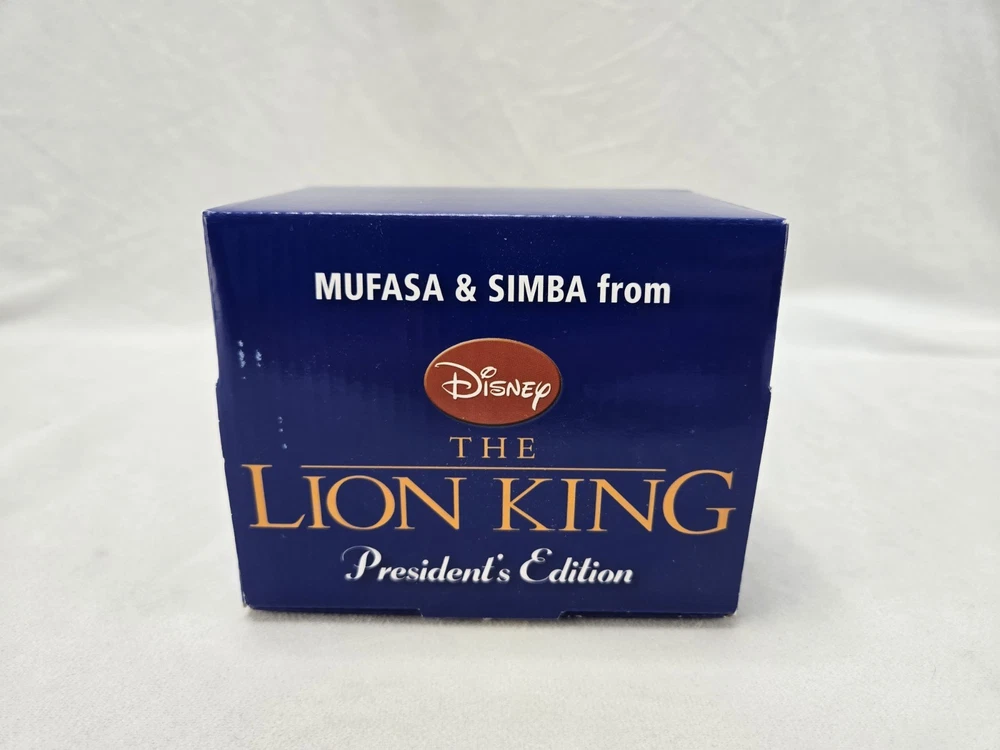 MUFASA & SIMBA from
Disney
THE
LION KING
President's Edition